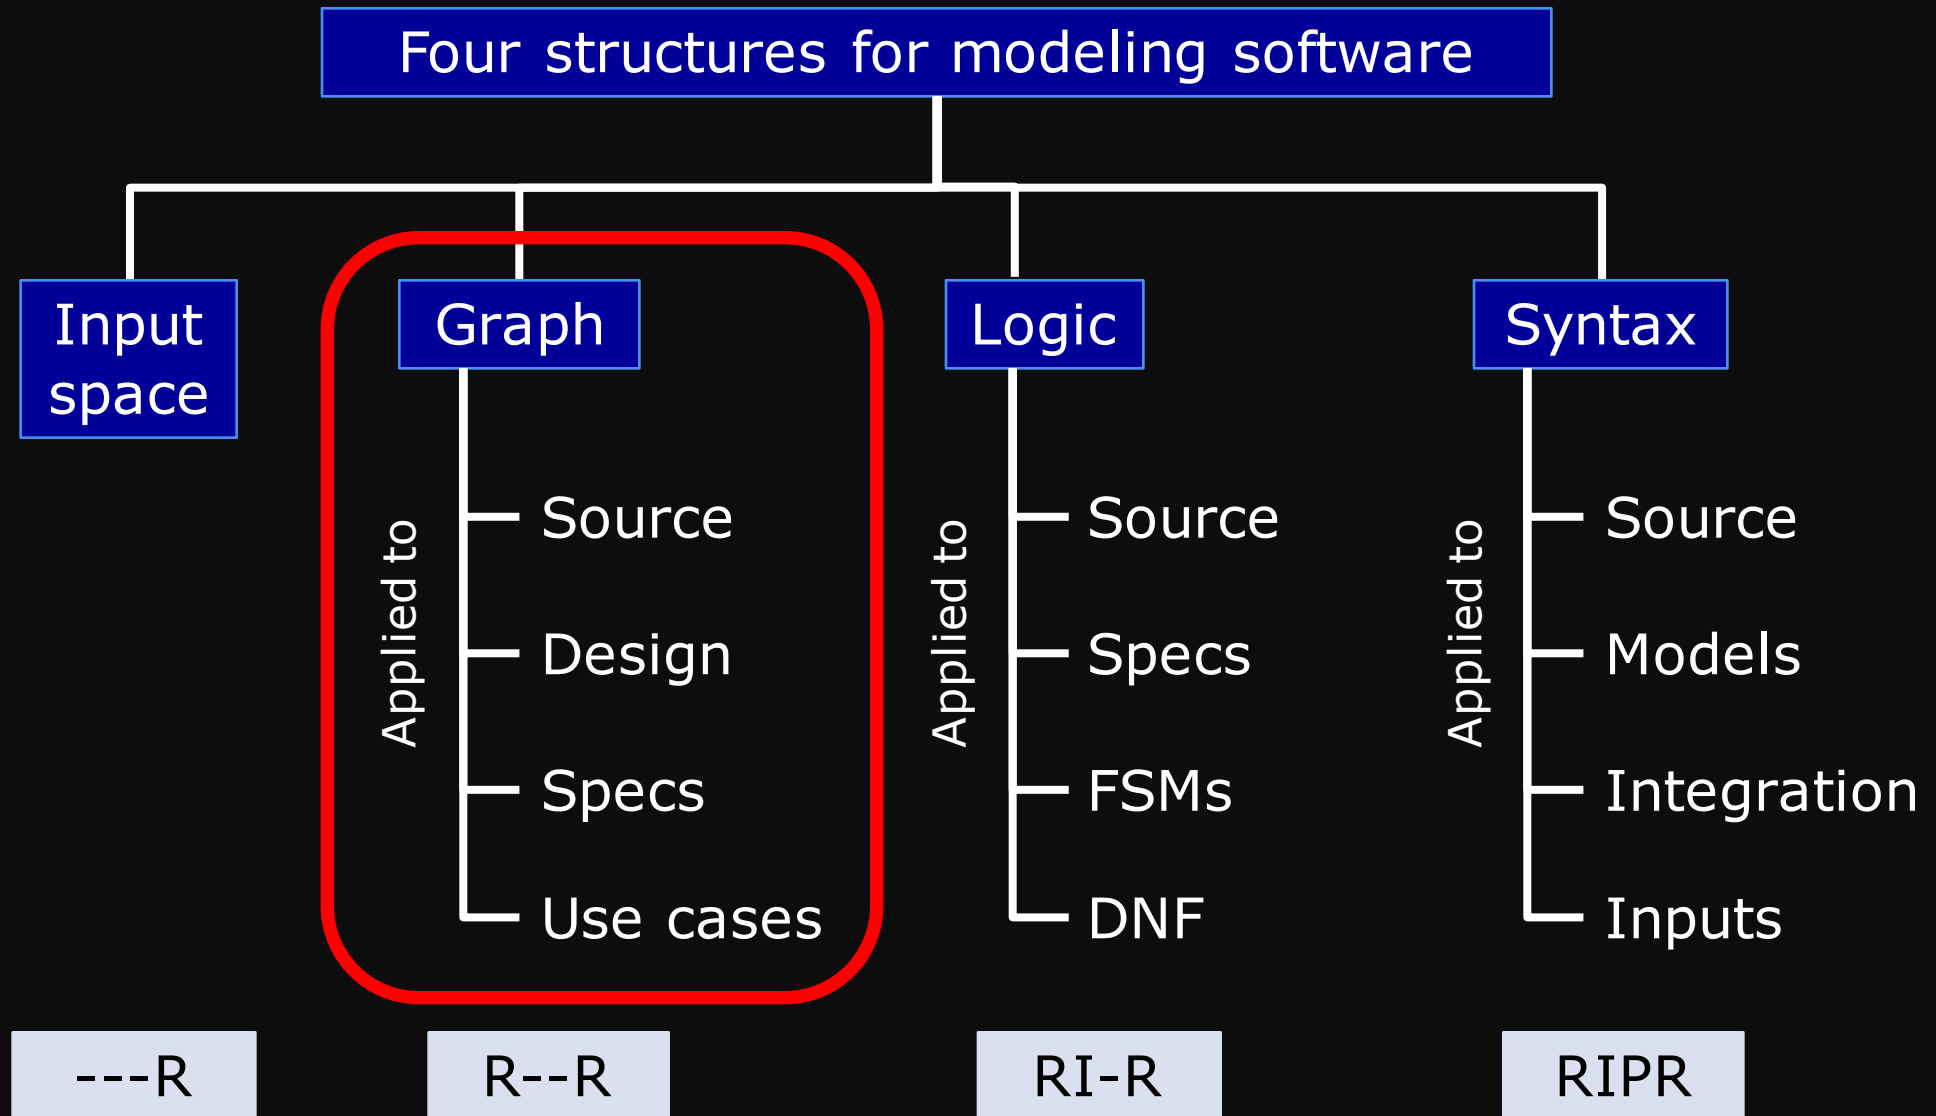 Four structures for modeling software
Input
space
Graph
Logic
Syntax
Applied to
Source
Design
Specs
Use cases
Applied to
Source
Specs
FSMs
DNF
Applied to
Source
Models
Integration
Inputs
---R
R--R
RI-R
RIPR